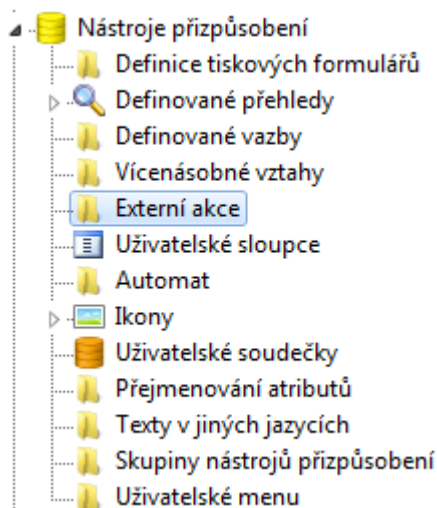 Nástroje přizpůsobení
Definice tiskových formulářů
Definované přehledy
Definované vazby
Vícenásobné vztahy
Externí akce
Uživatelské sloupce
Automat
Ikony
Uživatelské soudečky
Přejmenování atributů
Texty v jiných jazycích
Skupiny nástrojů přizpůsobení
Uživatelské menu